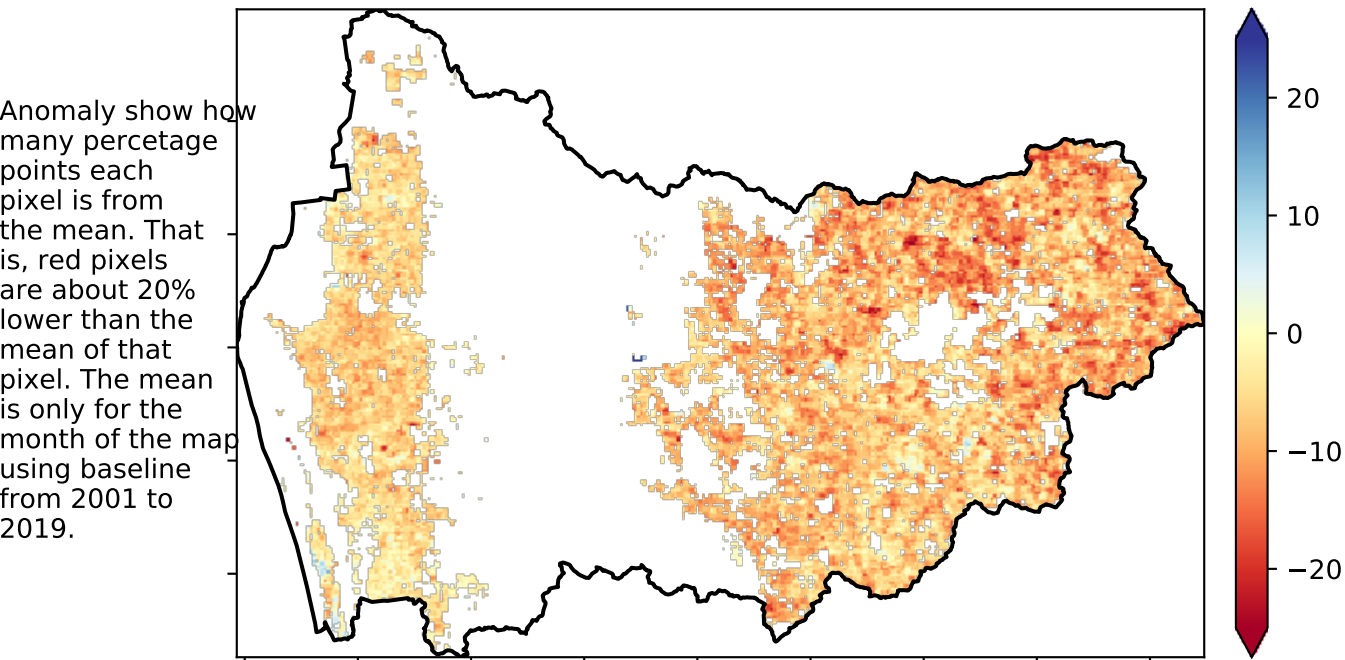 Anomaly show how
many percetage
points each
pixel is from
the mean. That
is, red pixels
are about 20%
lower than the
mean of that
pixel. The mean
is only for the
month of the map
using baseline
from 2001 to
2019.
20
10
0
−10
−20